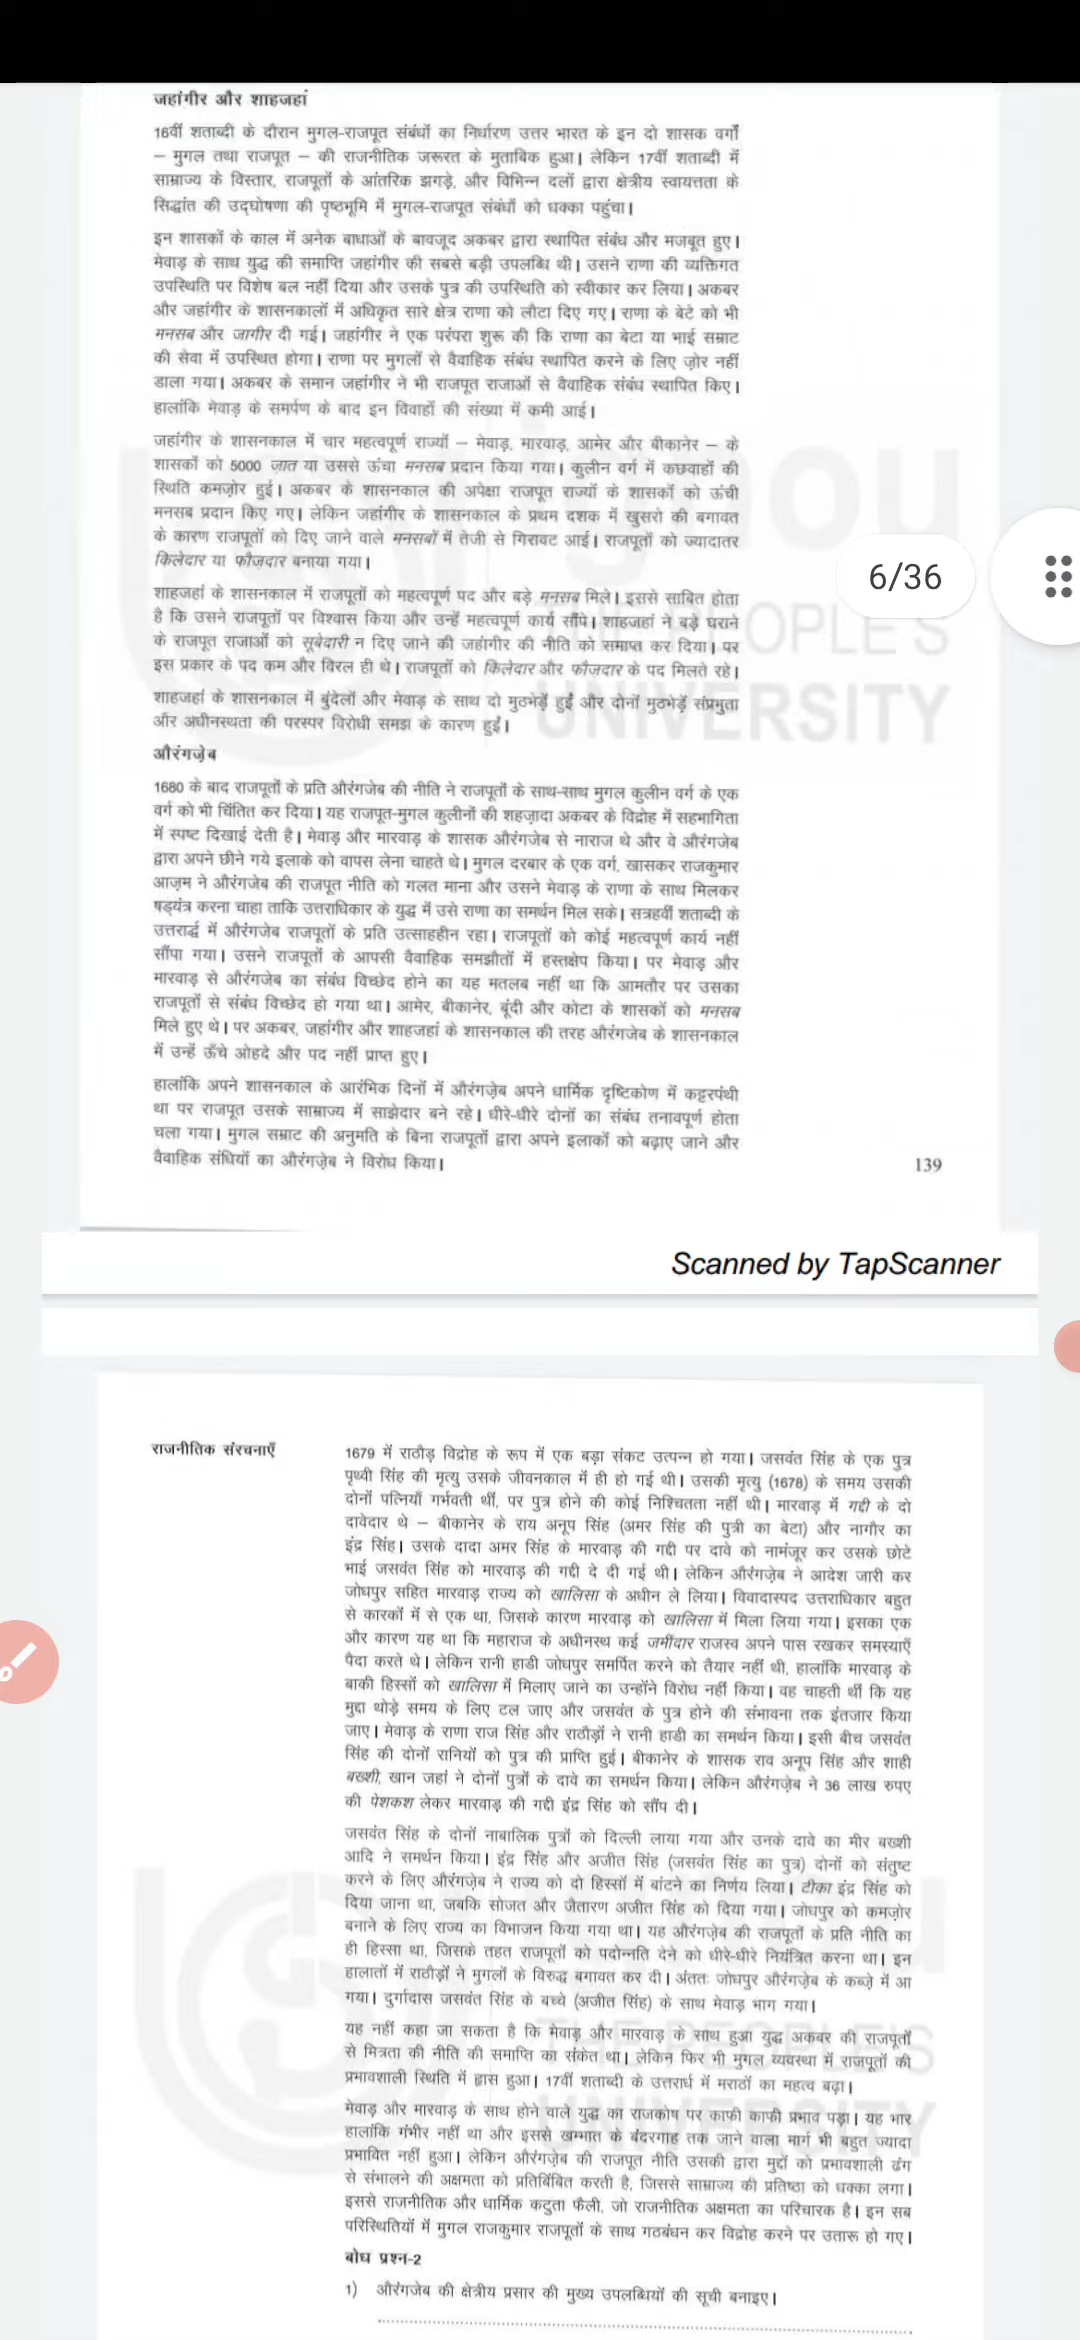 जहांगीर और शाहजहां
16वीं शताब्दी के दौरान मुगल-राजपूत संबंधों का निर्धारण उत्तर भारत के इन दो शासक वर्गों
– मुगल तथा राजपूत – की राजनीतिक जरूरत के मुताबिक हुआ। लेकिन 17वीं शताब्दी में
साम्राज्य के विस्तार, राजपूतों के आंतरिक झगड़े, और विभिन्न दलों द्वारा क्षेत्रीय स्वायत्तता के
सिद्धांत की उद्घोषणा की पृष्ठभूमि में मुगल-राजपूत संबंधों को धक्का पहुंचा।
इन शासकों के काल में अनेक बाधाओं के बावजूद अकबर द्वारा स्थापित संबंध और मजबूत हुए।
मेवाड़ के साथ युद्ध की समाप्ति जहांगीर की सबसे बड़ी उपलब्धि थी। उसने राणा की व्यक्तिगत
उपस्थिति पर विशेष बल नहीं दिया और उसके पुत्र की उपस्थिति को स्वीकार कर लिया। अकबर
और जहांगीर के शासनकालों में अधिकृत सारे क्षेत्र राणा को लौटा दिए गए। राणा के बेटे को भी
मनसब और जागीर दी गई। जहांगीर ने एक परंपरा शुरू की कि राणा का बेटा या भाई सम्राट
की सेवा में उपस्थित होगा। राणा पर मुगलों से वैवाहिक संबंध स्थापित करने के लिए ज़ोर नहीं
डाला गया। अकबर के समान जहांगीर ने भी राजपूत राजाओं से वैवाहिक संबंध स्थापित किए।
हालांकि मेवाड़ के समर्पण के बाद इन विवाहों की संख्या में कमी आई।
जहांगीर के शासनकाल में चार महत्वपूर्ण राज्यों – मेवाड़, मारवाड़, आमेर और बीकानेर – के
शासकों को 5000 ज़ात या उससे ऊंचा मनसब प्रदान किया गया। कुलीन वर्ग में कछवाहों की
स्थिति कमज़ोर हुई। अकबर के शासनकाल की अपेक्षा राजपूत राज्यों के शासकों को ऊंची
मनसब प्रदान किए गए। लेकिन जहांगीर के शासनकाल के प्रथम दशक में खुसरो की बगावत
के कारण राजपूतों को दिए जाने वाले मनसबों में तेजी से गिरावट आई। राजपूतों को ज्यादातर
किलेदार या फौजदार बनाया गया।
6/36
शाहजहां के शासनकाल में राजपूतों को महत्वपूर्ण पद और बड़े मनसब मिले। इससे साबित होता
है कि उसने राजपूतों पर विश्वास किया और उन्हें महत्वपूर्ण कार्य सौंपे। शाहजहां ने बड़े घराने
के राजपूत राजाओं को सूबेदारी न दिए जाने की जहांगीर की नीति को समाप्त कर दिया। पर
इस प्रकार के पद कम और विरल ही थे। राजपूतों को किलेदार और फौजदार के पद मिलते रहे।
शाहजहां के शासनकाल में बुंदेलों और मेवाड़ के साथ दो मुठभेड़ें हुईं और दोनों मुठभेड़ें संप्रभुता
और अधीनस्थता की परस्पर विरोधी समझ के कारण हुईं।
औरंगज़ेब
1680 के बाद राजपूतों के प्रति औरंगजेब की नीति ने राजपूतों के साथ-साथ मुगल कुलीन वर्ग के एक
वर्ग को भी चिंतित कर दिया। यह राजपूत-मुगल कुलीनों की शहज़ादा अकबर के विद्रोह में सहभागिता
में स्पष्ट दिखाई देती है। मेवाड़ और मारवाड़ के शासक औरंगजेब से नाराज थे और वे औरंगजेब
द्वारा अपने छीने गये इलाके को वापस लेना चाहते थे। मुगल दरबार के एक वर्ग, खासकर राजकुमार
आज़म ने औरंगजेब की राजपूत नीति को गलत माना और उसने मेवाड़ के राणा के साथ मिलकर
षड्यंत्र करना चाहा ताकि उत्तराधिकार के युद्ध में उसे राणा का समर्थन मिल सके। सत्रहवीं शताब्दी के
उत्तरार्द्ध में औरंगजेब राजपूतों के प्रति उत्साहहीन रहा। राजपूतों को कोई महत्वपूर्ण कार्य नहीं
सौंपा गया। उसने राजपूतों के आपसी वैवाहिक समझौतों में हस्तक्षेप किया। पर मेवाड़ और
मारवाड़ से औरंगजेब का संबंध विच्छेद होने का यह मतलब नहीं था कि आमतौर पर उसका
राजपूतों से संबंध विच्छेद हो गया था। आमेर, बीकानेर, बूंदी और कोटा के शासकों को मनसब
मिले हुए थे। पर अकबर, जहांगीर और शाहजहां के शासनकाल की तरह औरंगजेब के शासनकाल
में उन्हें ऊँचे ओहदे और पद नहीं प्राप्त हुए।
हालांकि अपने शासनकाल के आरंभिक दिनों में औरंगज़ेब अपने धार्मिक दृष्टिकोण में कट्टरपंथी
था पर राजपूत उसके साम्राज्य में साझेदार बने रहे। धीरे-धीरे दोनों का संबंध तनावपूर्ण होता
चला गया। मुगल सम्राट की अनुमति के बिना राजपूतों द्वारा अपने इलाकों को बढ़ाए जाने और
वैवाहिक संधियों का औरंगज़ेब ने विरोध किया।
139
Scanned by TapScanner
राजनीतिक संरचनाएँ
1679 में राठौड़ विद्रोह के रूप में एक बड़ा संकट उत्पन्न हो गया। जसवंत सिंह के एक पुत्र
पृथ्वी सिंह की मृत्यु उसके जीवनकाल में ही हो गई थी। उसकी मृत्यु (1678) के समय उसकी
दोनों पत्नियाँ गर्भवती थीं, पर पुत्र होने की कोई निश्चितता नहीं थी। मारवाड़ में गद्दी के दो
दावेदार थे – बीकानेर के राय अनूप सिंह (अमर सिंह की पुत्री का बेटा) और नागौर का
इंद्र सिंह। उसके दादा अमर सिंह के मारवाड़ की गद्दी पर दावे को नामंजूर कर उसके छोटे
भाई जसवंत सिंह को मारवाड़ की गद्दी दे दी गई थी। लेकिन औरंगज़ेब ने आदेश जारी कर
जोधपुर सहित मारवाड़ राज्य को खालिसा के अधीन ले लिया। विवादास्पद उत्तराधिकार बहुत
से कारकों में से एक था, जिसके कारण मारवाड़ को खालिसा में मिला लिया गया। इसका एक
और कारण यह था कि महाराज के अधीनस्थ कई जमींदार राजस्व अपने पास रखकर समस्याएँ
पैदा करते थे। लेकिन रानी हाडी जोधपुर समर्पित करने को तैयार नहीं थी, हालांकि मारवाड़ के
बाकी हिस्सों को खालिसा में मिलाए जाने का उन्होंने विरोध नहीं किया। वह चाहती थीं कि यह
मुद्दा थोड़े समय के लिए टल जाए और जसवंत के पुत्र होने की संभावना तक इंतजार किया
जाए। मेवाड़ के राणा राज सिंह और राठौड़ों ने रानी हाडी का समर्थन किया। इसी बीच जसवंत
सिंह की दोनों रानियों को पुत्र की प्राप्ति हुई। बीकानेर के शासक राव अनूप सिंह और शाही
बख्शी, खान जहां ने दोनों पुत्रों के दावे का समर्थन किया। लेकिन औरंगज़ेब ने 36 लाख रुपए
की पेशकश लेकर मारवाड़ की गद्दी इंद्र सिंह को सौंप दी।
जसवंत सिंह के दोनों नाबालिक पुत्रों को दिल्ली लाया गया और उनके दावे का मीर बख्शी
आदि ने समर्थन किया। इंद्र सिंह और अजीत सिंह (जसवंत सिंह का पुत्र) दोनों को संतुष्ट
करने के लिए औरंगज़ेब ने राज्य को दो हिस्सों में बांटने का निर्णय लिया। टीका इंद्र सिंह को
दिया जाना था, जबकि सोजत और जैतारण अजीत सिंह को दिया गया। जोधपुर को कमज़ोर
बनाने के लिए राज्य का विभाजन किया गया था। यह औरंगज़ेब की राजपूतों के प्रति नीति का
ही हिस्सा था, जिसके तहत राजपूतों को पदोन्नति देने को धीरे-धीरे नियंत्रित करना था। इन
हालातों में राठौड़ों ने मुगलों के विरुद्ध बगावत कर दी। अंततः जोधपुर औरंगज़ेब के कब्ज़े में आ
गया। दुर्गादास जसवंत सिंह के बच्चे (अजीत सिंह) के साथ मेवाड़ भाग गया।
यह नहीं कहा जा सकता है कि मेवाड़ और मारवाड़ के साथ हुआ युद्ध अकबर की राजपूतों
से मित्रता की नीति की समाप्ति का संकेत था। लेकिन फिर भी मुगल व्यवस्था में राजपूतों की
प्रभावशाली स्थिति में ह्रास हुआ। 17वीं शताब्दी के उत्तरार्ध में मराठों का महत्व बढ़ा।
मेवाड़ और मारवाड़ के साथ होने वाले युद्ध का राजकोष पर काफी काफी प्रभाव पड़ा। यह भार
हालांकि गंभीर नहीं था और इससे खम्भात के बंदरगाह तक जाने वाला मार्ग भी बहुत ज्यादा
प्रभावित नहीं हुआ। लेकिन औरंगज़ेब की राजपूत नीति उसकी द्वारा मुद्दों को प्रभावशाली ढंग
से संभालने की अक्षमता को प्रतिबिंबित करती है, जिससे साम्राज्य की प्रतिष्ठा को धक्का लगा।
इससे राजनीतिक और धार्मिक कटुता फैली, जो राजनीतिक अक्षमता का परिचारक है। इन सब
परिस्थितियों में मुगल राजकुमार राजपूतों के साथ गठबंधन कर विद्रोह करने पर उतारू हो गए।
बोध प्रश्न-2
1) औरंगजेब की क्षेत्रीय प्रसार की मुख्य उपलब्धियों की सूची बनाइए।